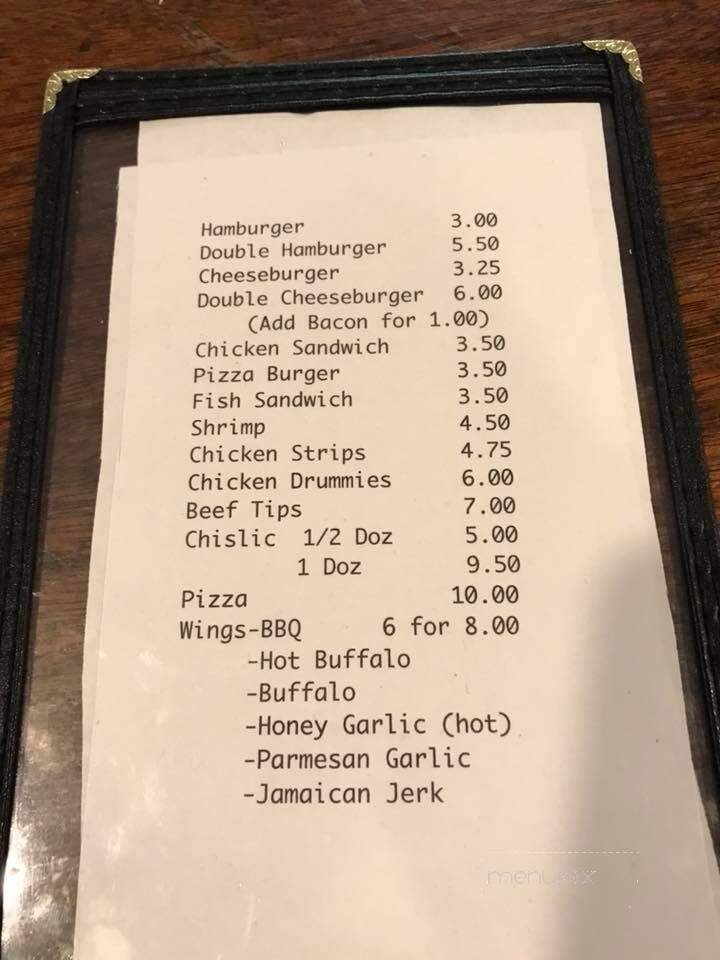 Hamburger 3.00
Double Hamburger 5.50
Cheeseburger 3.25
Double Cheeseburger 6.00
(Add Bacon for 1.00)
Chicken Sandwich 3.50
Pizza Burger 3.50
Fish Sandwich 3.50
Shrimp 4.50
Chicken Strips 4.75
Chicken Drummies 6.00
Beef Tips 7.00
Chislic 1/2 Doz 5.00
1 Doz 9.50
Pizza 10.00
Wings-BBQ 6 for 8.00
-Hot Buffalo
-Buffalo
-Honey Garlic (hot)
-Parmesan Garlic
-Jamaican Jerk